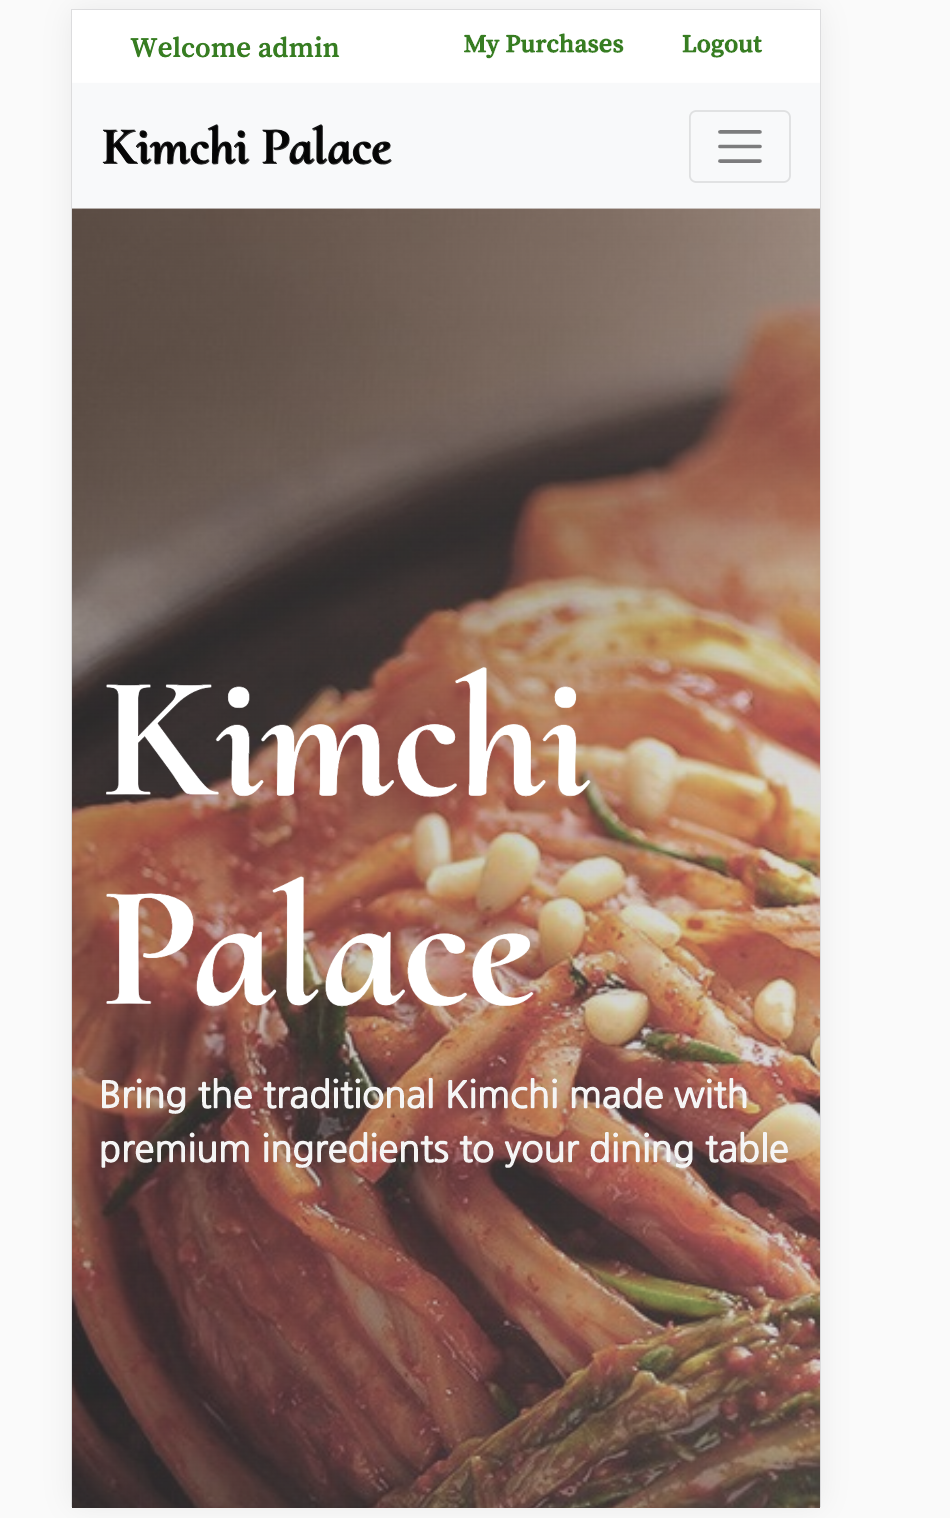 Welcome admin My Purchases Logout
Kimchi Palace
Kimchi
Palace
Bring the traditional Kimchi made with
premium ingredients to your dining table